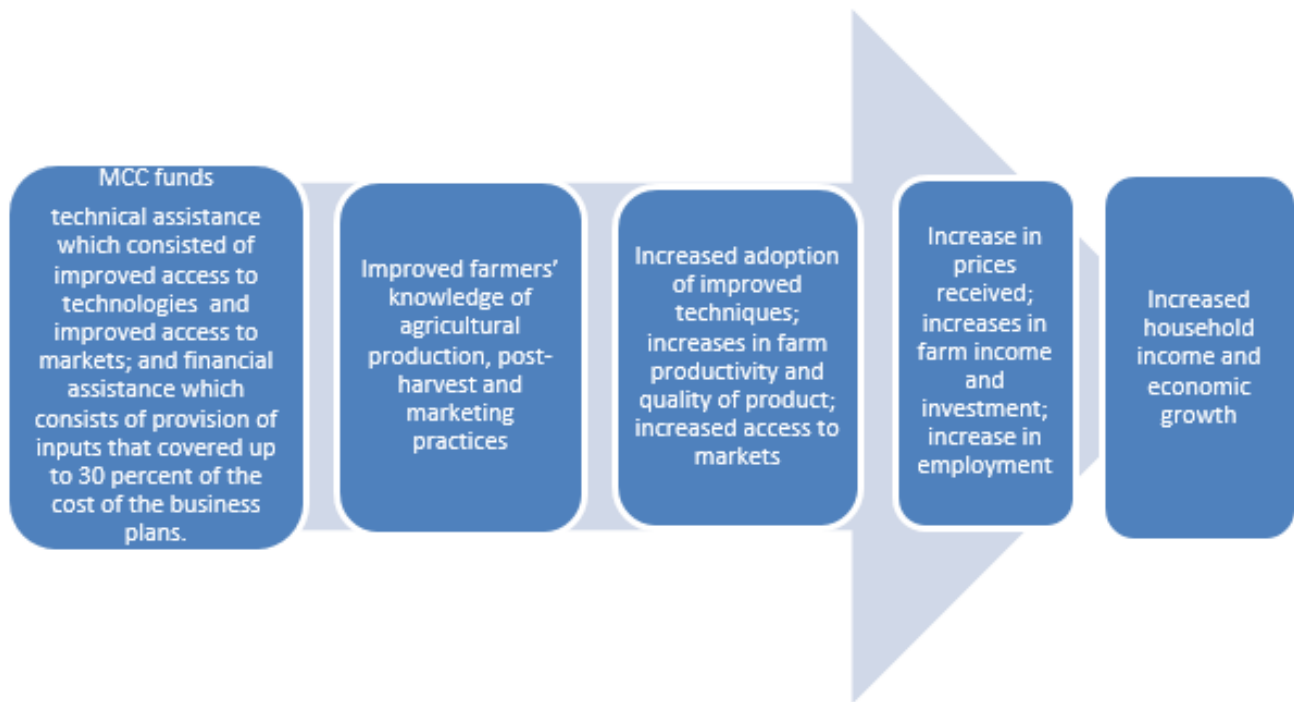 MCC funds
technical assistance
which consisted of
improved access to
technologies and
improved access to
markets; and financial
assistance which
consists of provision of
inputs that covered up
to 30 percent of the
cost of the business
plans.
Improved farmers’
knowledge of
agricultural
production, post-
harvest and
marketing
practices
Increased adoption
of improved
techniques;
increases in farm
productivity and
quality of product;
increased access to
markets
Increase in
prices
received;
increases in
farm income
and
investment;
increase in
employment
Increased
household
income and
economic
growth